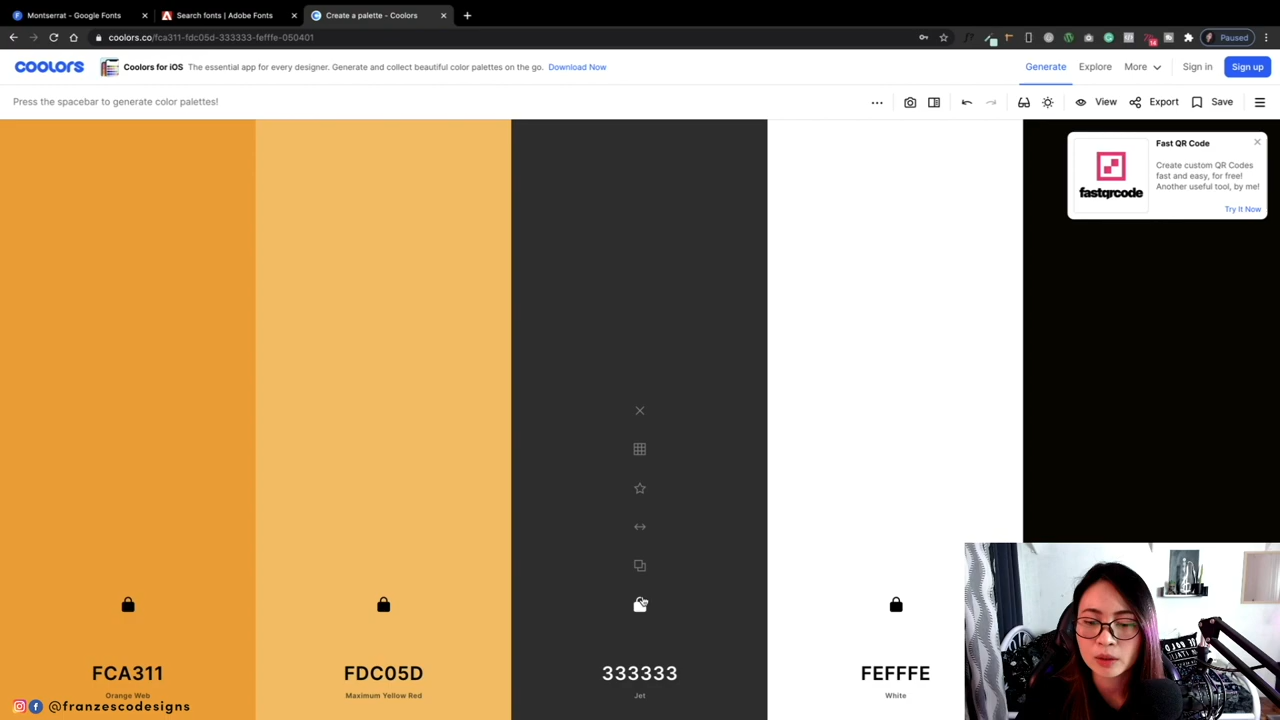 Montserrat - Google Fonts
Search fonts | Adobe Fonts
Create a palette - Coolors
coolors.co/fca311-fdc05d-333333-fefffe-050401
Paused
coolors
Coolors for iOS The essential app for every designer. Generate and collect beautiful color palettes on the go. Download Now
Generate Explore More Sign in Sign up
Press the spacebar to generate color palettes!
View Export Save
Fast QR Code
Create custom QR Codes
fast and easy, for free!
Another useful tool, by me!
fastqrcode
Try It Now
FCA311 FDC05D 333333 FEFFFE
Orange Web Maximum Yellow Red Jet White
@franzescodesigns